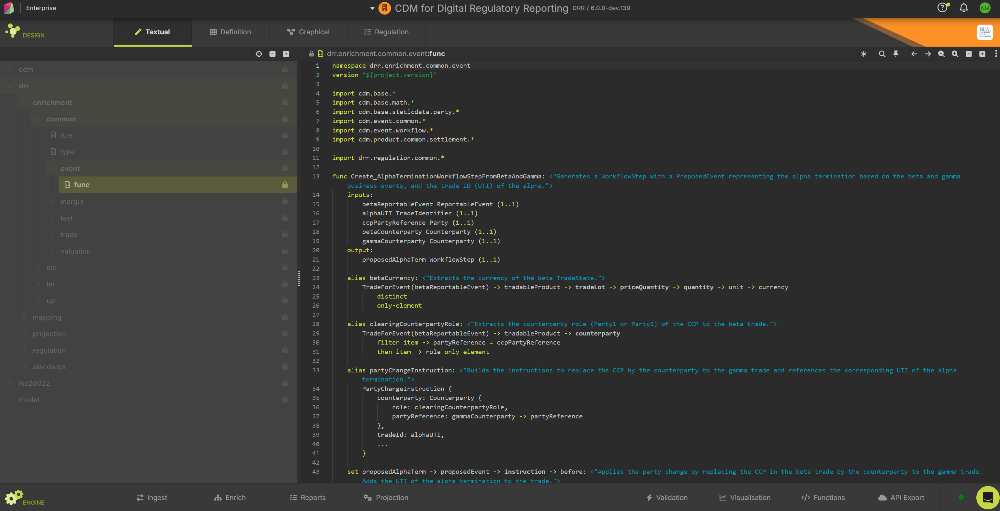 Enterprise
CDM for Digital Regulatory Reporting DRR / 6.0.0-dev.139
NM
DESIGN
Textual
Definition
Graphical
Regulation
ISDA
cdm
drr
enrichment
common
rule
type
event
func
margin
test
trade
valuation
eic
lei
upi
mapping
projection
regulation
standards
iso20022
model
drr.enrichment.common.event:func
1 namespace drr.enrichment.common.event
2 version "${project.version}"
3
4 import cdm.base.*
5 import cdm.base.math.*
6 import cdm.base.staticdata.party.*
7 import cdm.event.common.*
8 import cdm.event.workflow.*
9 import cdm.product.common.settlement.*
10
11 import drr.regulation.common.*
12
13 func Create_AlphaTerminationWorkflowStepFromBetaAndGamma: <"Generates a WorkflowStep with a ProposedEvent representing the alpha termination based on the beta and gamma
business events, and the trade ID (UTI) of the alpha.">
14 inputs:
15 betaReportableEvent ReportableEvent (1..1)
16 alphaUTI TradeIdentifier (1..1)
17 ccpPartyReference Party (1..1)
18 betaCounterparty Counterparty (1..1)
19 gammaCounterparty Counterparty (1..1)
20 output:
21 proposedAlphaTerm WorkflowStep (1..1)
22
23 alias betaCurrency: <"Extracts the currency of the beta TradeState.">
24 TradeForEvent(betaReportableEvent) -> tradableProduct -> tradeLot -> priceQuantity -> quantity -> unit -> currency
25 distinct
26 only-element
27
28 alias clearingCounterpartyRole: <"Extracts the counterparty role (Party1 or Party2) of the CCP to the beta trade.">
29 TradeForEvent(betaReportableEvent) -> tradableProduct -> counterparty
30 filter item -> partyReference = ccpPartyReference
31 then item -> role only-element
32
33 alias partyChangeInstruction: <"Builds the instructions to replace the CCP by the counterparty to the gamma trade and references the corresponding UTI of the alpha
termination.">
34 PartyChangeInstruction {
35 counterparty: Counterparty {
36 role: clearingCounterpartyRole,
37 partyReference: gammaCounterparty -> partyReference
38 },
39 tradeId: alphaUTI,
40 ...
41 }
42
43 set proposedAlphaTerm -> proposedEvent -> instruction -> before: <"Applies the party change by replacing the CCP in the beta trade by the counterparty to the gamma trade.
Adds the UTI of the alpha termination to the trade.">
ENGINE
Ingest
Enrich
Reports
Projection
Validation
Visualisation
Functions
API Export